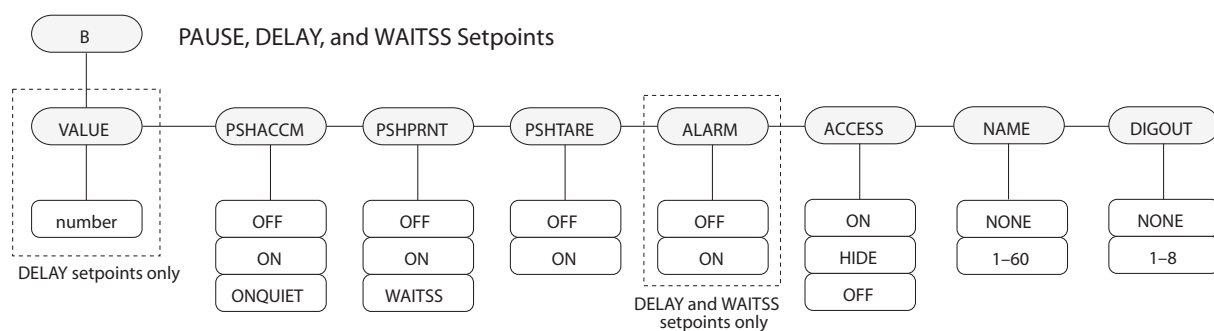 B
PAUSE, DELAY, and WAITSS Setpoints
VALUE
PSHACCM
PSHPRNT
PSHTARE
ALARM
ACCESS
NAME
DIGOUT
number
OFF
OFF
OFF
OFF
ON
NONE
NONE
ON
ON
ON
ON
HIDE
1–60
1–8
ONQUIET
WAITSS
OFF
DELAY setpoints only
DELAY and WAITSS
setpoints only